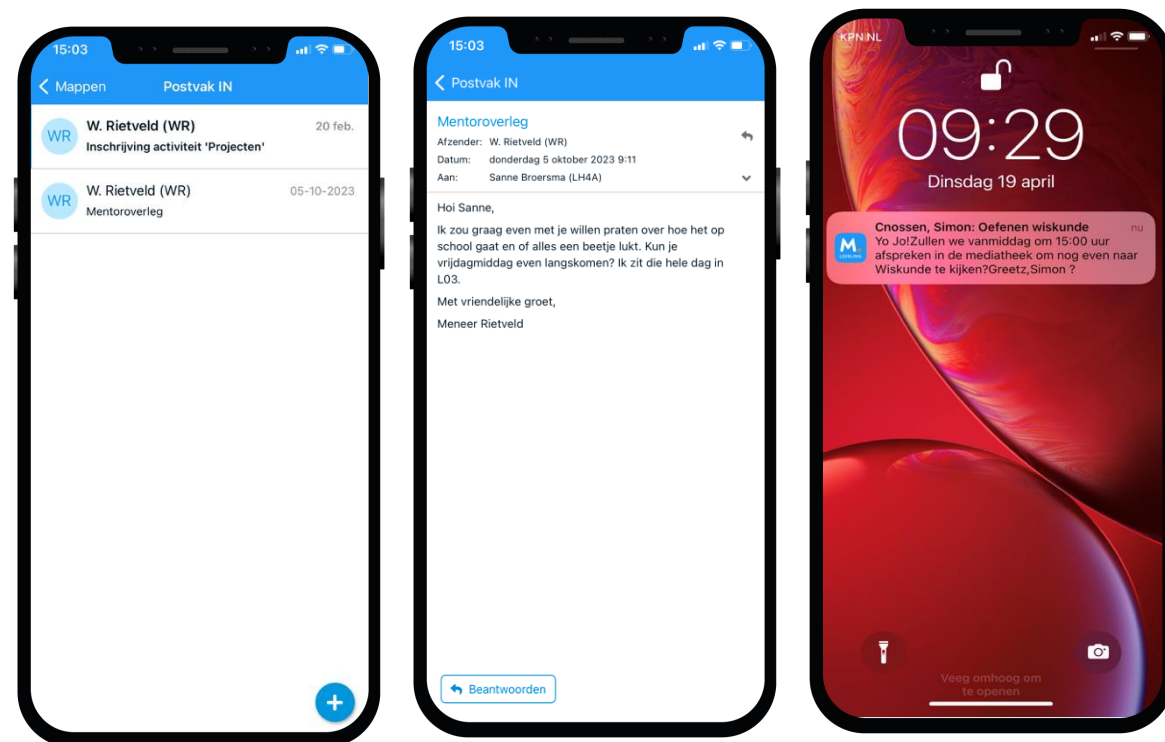 15:03
Mappen
Postvak IN
WR
W. Rietveld (WR)
20 feb.
Inschrijving activiteit 'Projecten'
WR
W. Rietveld (WR)
05-10-2023
Mentoroverleg
15:03
Postvak IN
Mentoroverleg
Afzender: W. Rietveld (WR)
Datum: donderdag 5 oktober 2023 9:11
Aan: Sanne Broersma (LH4A)
Hoi Sanne,
Ik zou graag even met je willen praten over hoe het op
school gaat en of alles een beetje lukt. Kun je
vrijdagmiddag even langskomen? Ik zit die hele dag in
L03.
Met vriendelijke groet,
Meneer Rietveld
Beantwoorden
KPN NL
09:29
Dinsdag 19 april
M.
LEERLING
Cnossen, Simon: Oefenen wiskunde
nu
Yo Jo!Zullen we vanmiddag om 15:00 uur
afspreken in de mediatheek om nog even naar
Wiskunde te kijken?Greetz,Simon ?
Veeg omhoog om
te openen